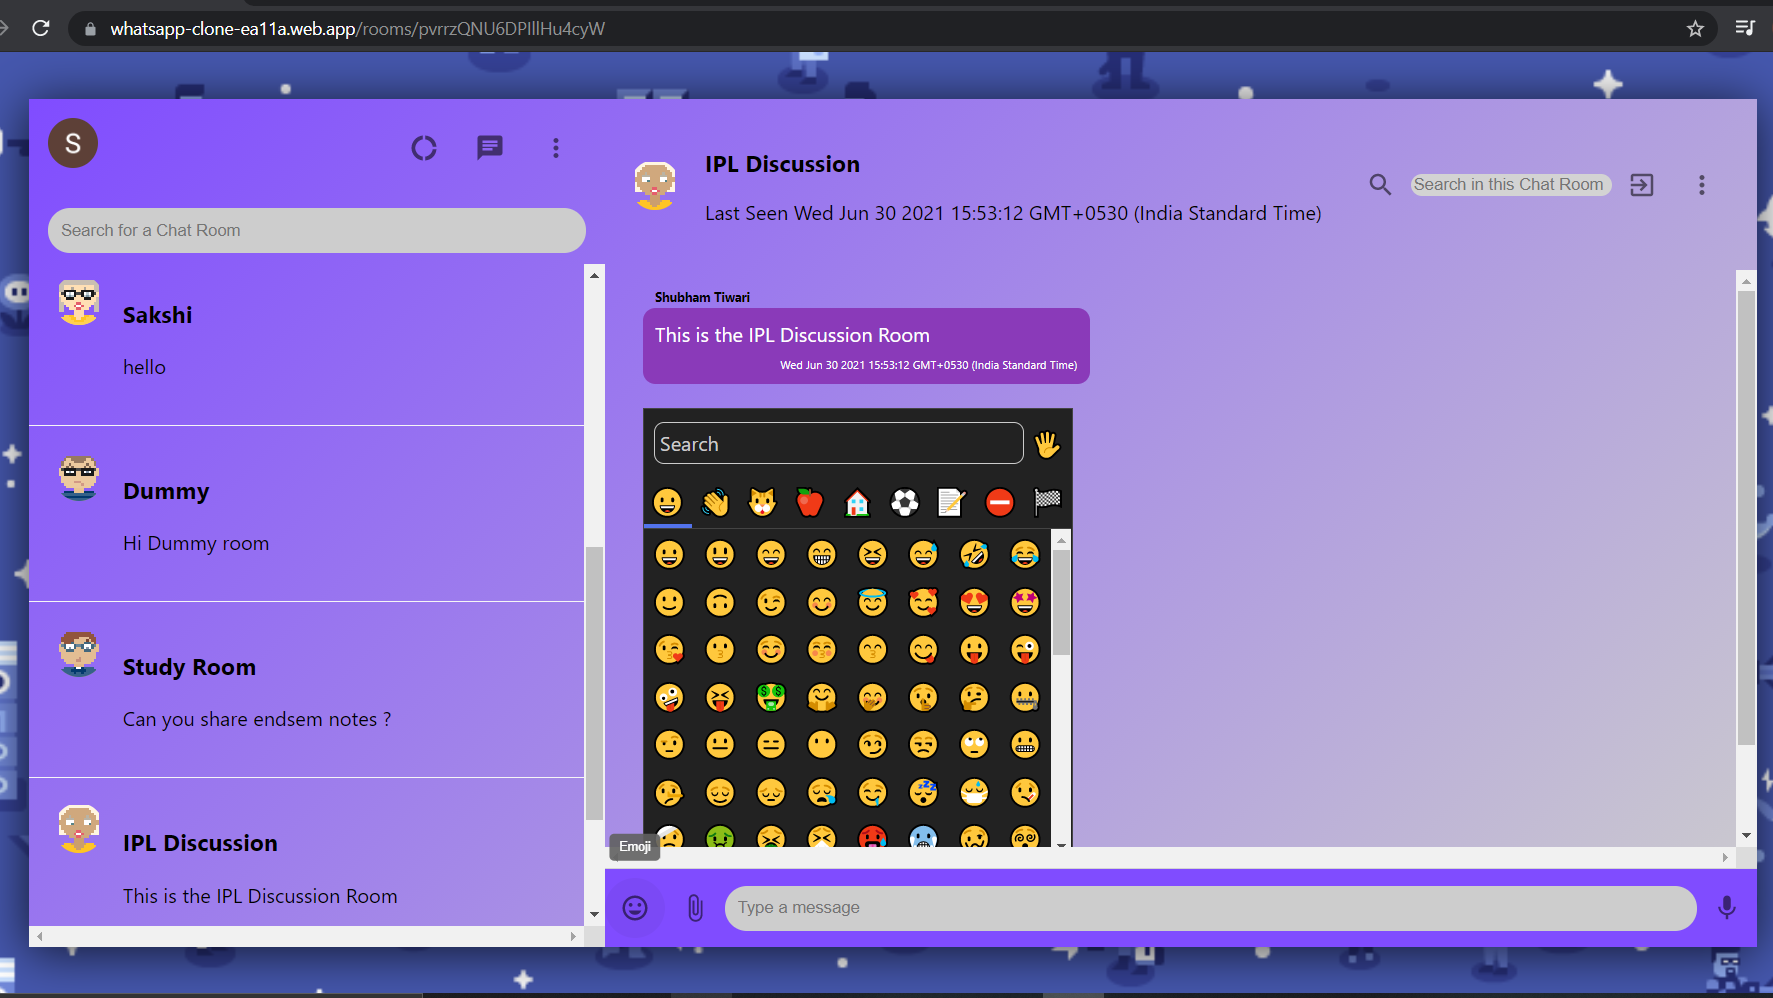 whatsapp-clone-ea11a.web.app/rooms/pvrrzQNU6DPIllHu4cyW
S
Search for a Chat Room
Sakshi
hello
Dummy
Hi Dummy room
Study Room
Can you share endsem notes ?
IPL Discussion
This is the IPL Discussion Room
IPL Discussion
Last Seen Wed Jun 30 2021 15:53:12 GMT+0530 (India Standard Time)
Search in this Chat Room
Shubham Tiwari
This is the IPL Discussion Room
Wed Jun 30 2021 15:53:12 GMT+0530 (India Standard Time)
Search
Emoji
Type a message